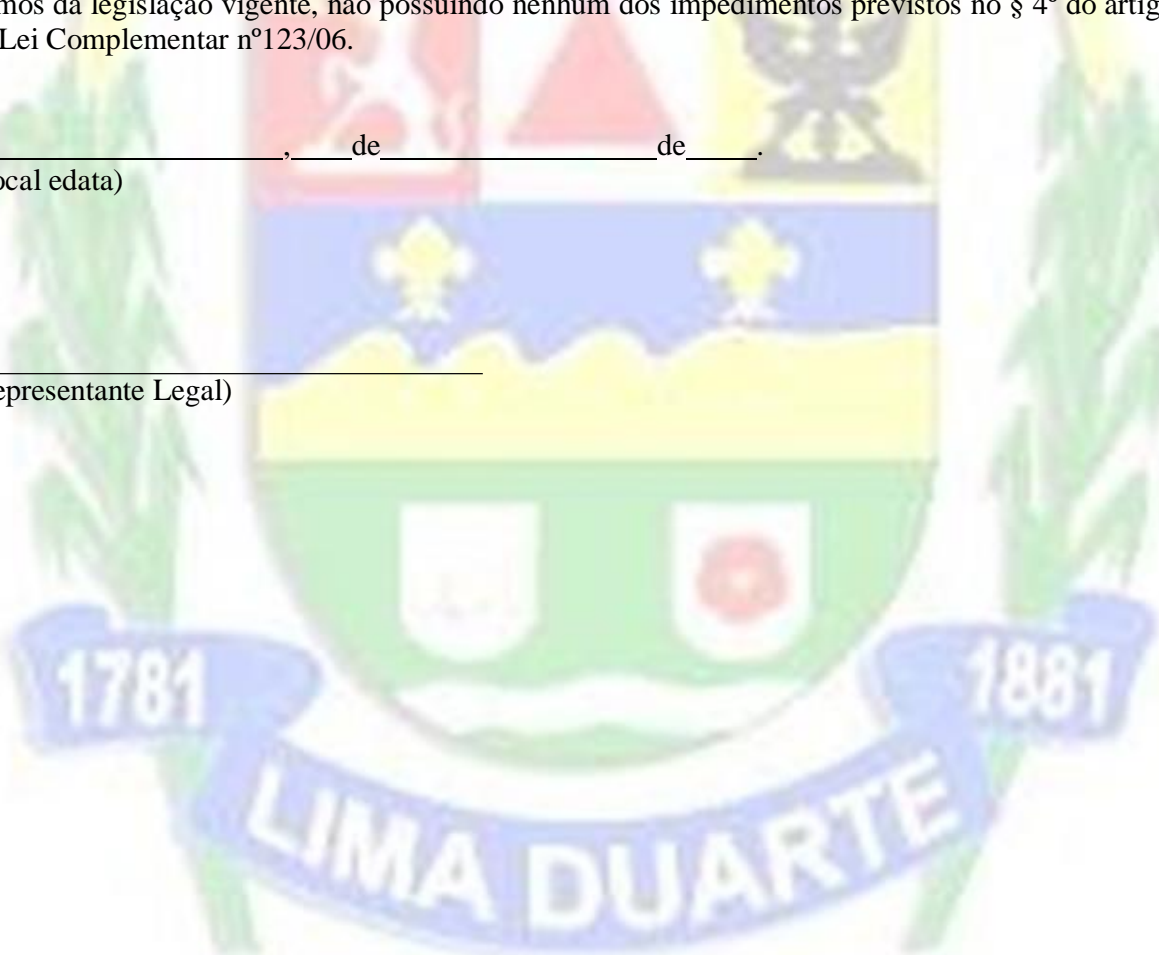 mos da legislação vigente, não possuindo nenhum dos impedimentos previstos no § 4º do artig
Lei Complementar nº123/06.
, de de .
ocal edata)
epresentante Legal)
1781
1881
LIMA DUARTE